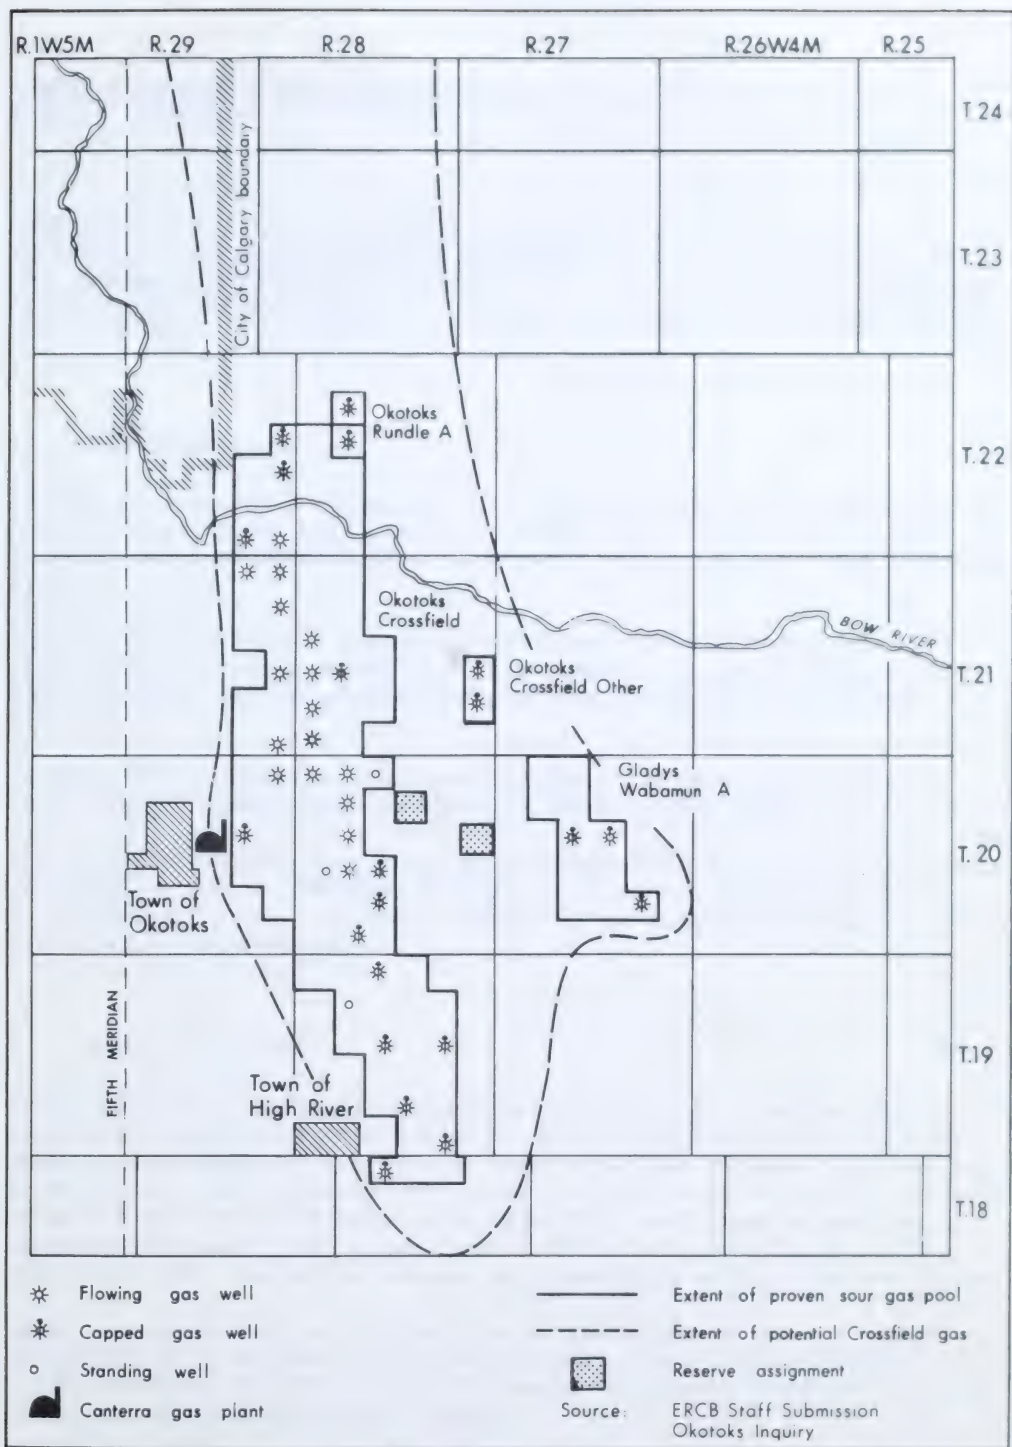 R.1W5M R.29 R.28 R.27 R.26W4M R.25
T 24
City of Calgary boundary
T.23
Okotoks
Rundle A
T.22
Okotoks
Crossfield
BOW RIVER
Okotoks
Crossfield Other
T.21
Gladys
Wabamun A
T.20
Town of
Okotoks
FIFTH MERIDIAN
T.19
Town of
High River
T.18
Flowing gas well
Capped gas well
Standing well
Canterra gas plant
Extent of proven sour gas pool
Extent of potential Crossfield gas
Reserve assignment
Source: ERCB Staff Submission
Okotoks Inquiry